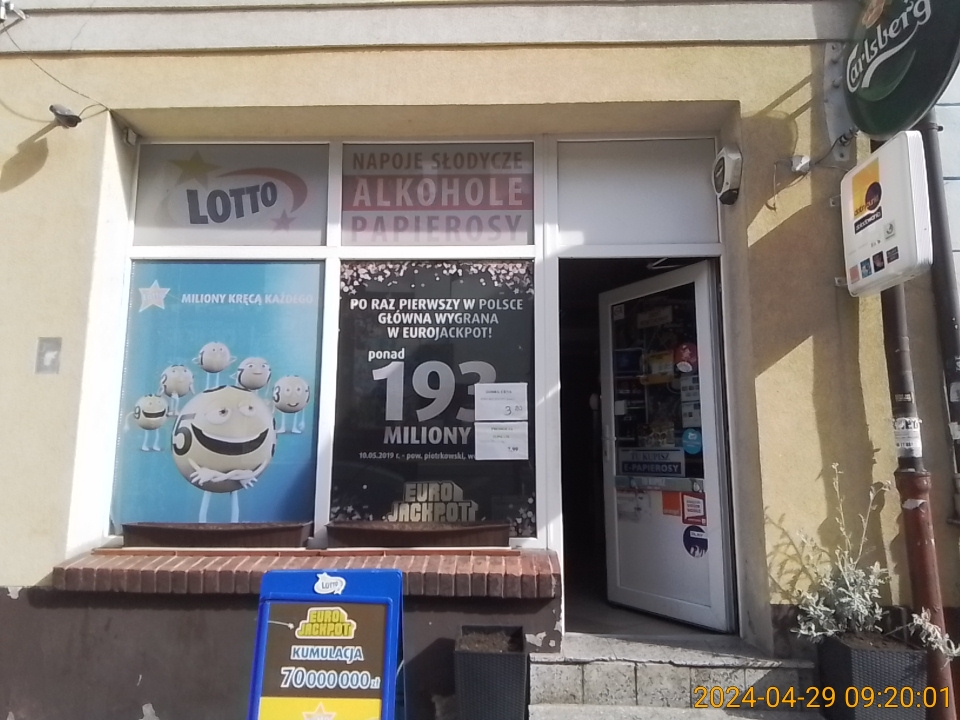 Carlsberg
LOTTO
NAPOJE SŁODYCZE
ALKOHOLE
PAPIEROSY
MILIONY KRĘCĄ KAŻDEGO
PO RAZ PIERWSZY W POLSCE
GŁÓWNA WYGRANA
W EUROJACKPOT!
ponad
193
MILIONY
10.05.2019 r. - pow. piotrkowski,
EURO
JACKPOT
TU KUPISZ
E-PAPIEROSY
LOTTO
EURO
JACKPOT
KUMULACJA
70 000 000 zł
2024-04-29 09:20:01